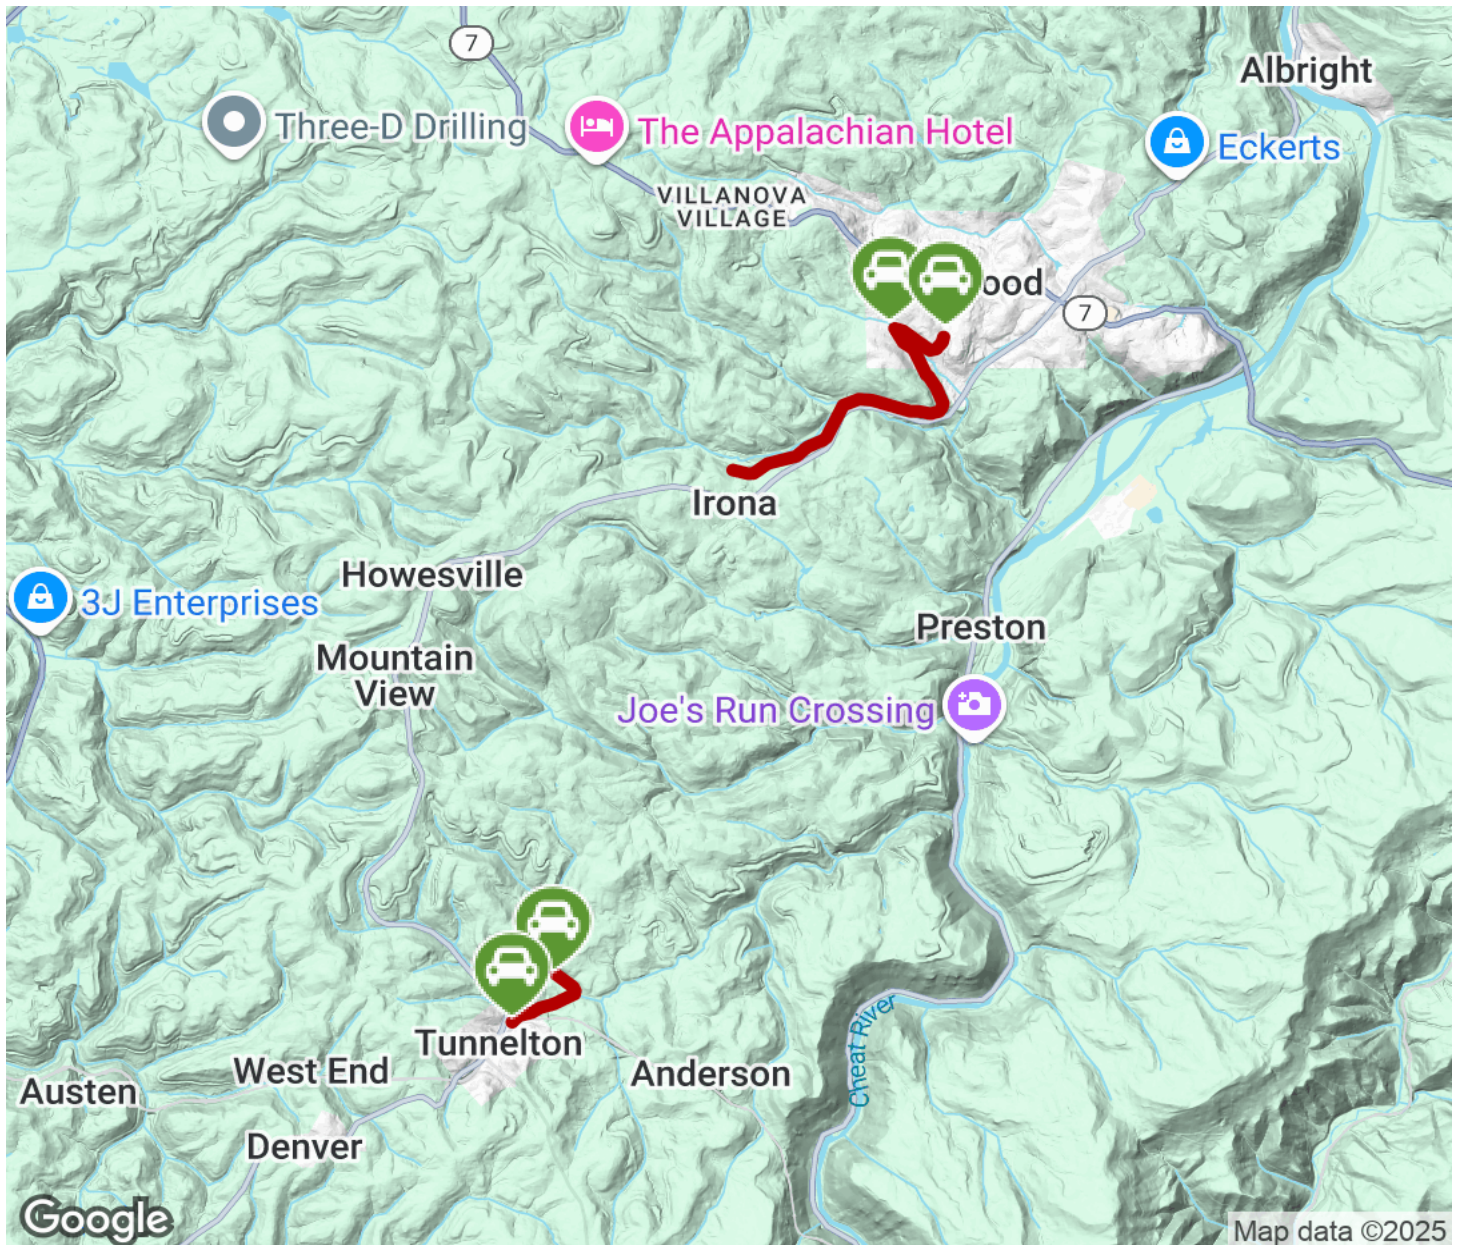 7
Albright
Three-D Drilling
The Appalachian Hotel
Eckerts
VILLANOVA
VILLAGE
ood
7
Irona
Howesville
3J Enterprises
Preston
Mountain
View
Joe's Run Crossing
Tunnelton
West End
Anderson
Austen
Cheat River
Denver
Google
Map data ©2025